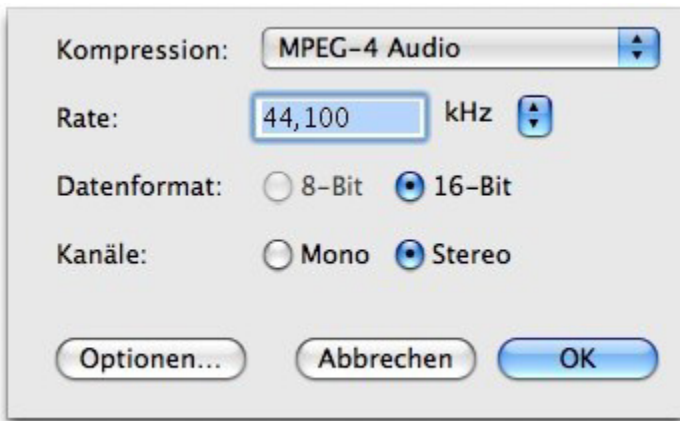 Kompression: MPEG-4 Audio
Rate: 44,100 kHz
Datenformat: 8-Bit 16-Bit
Kanäle: Mono Stereo
Optionen... Abbrechen OK